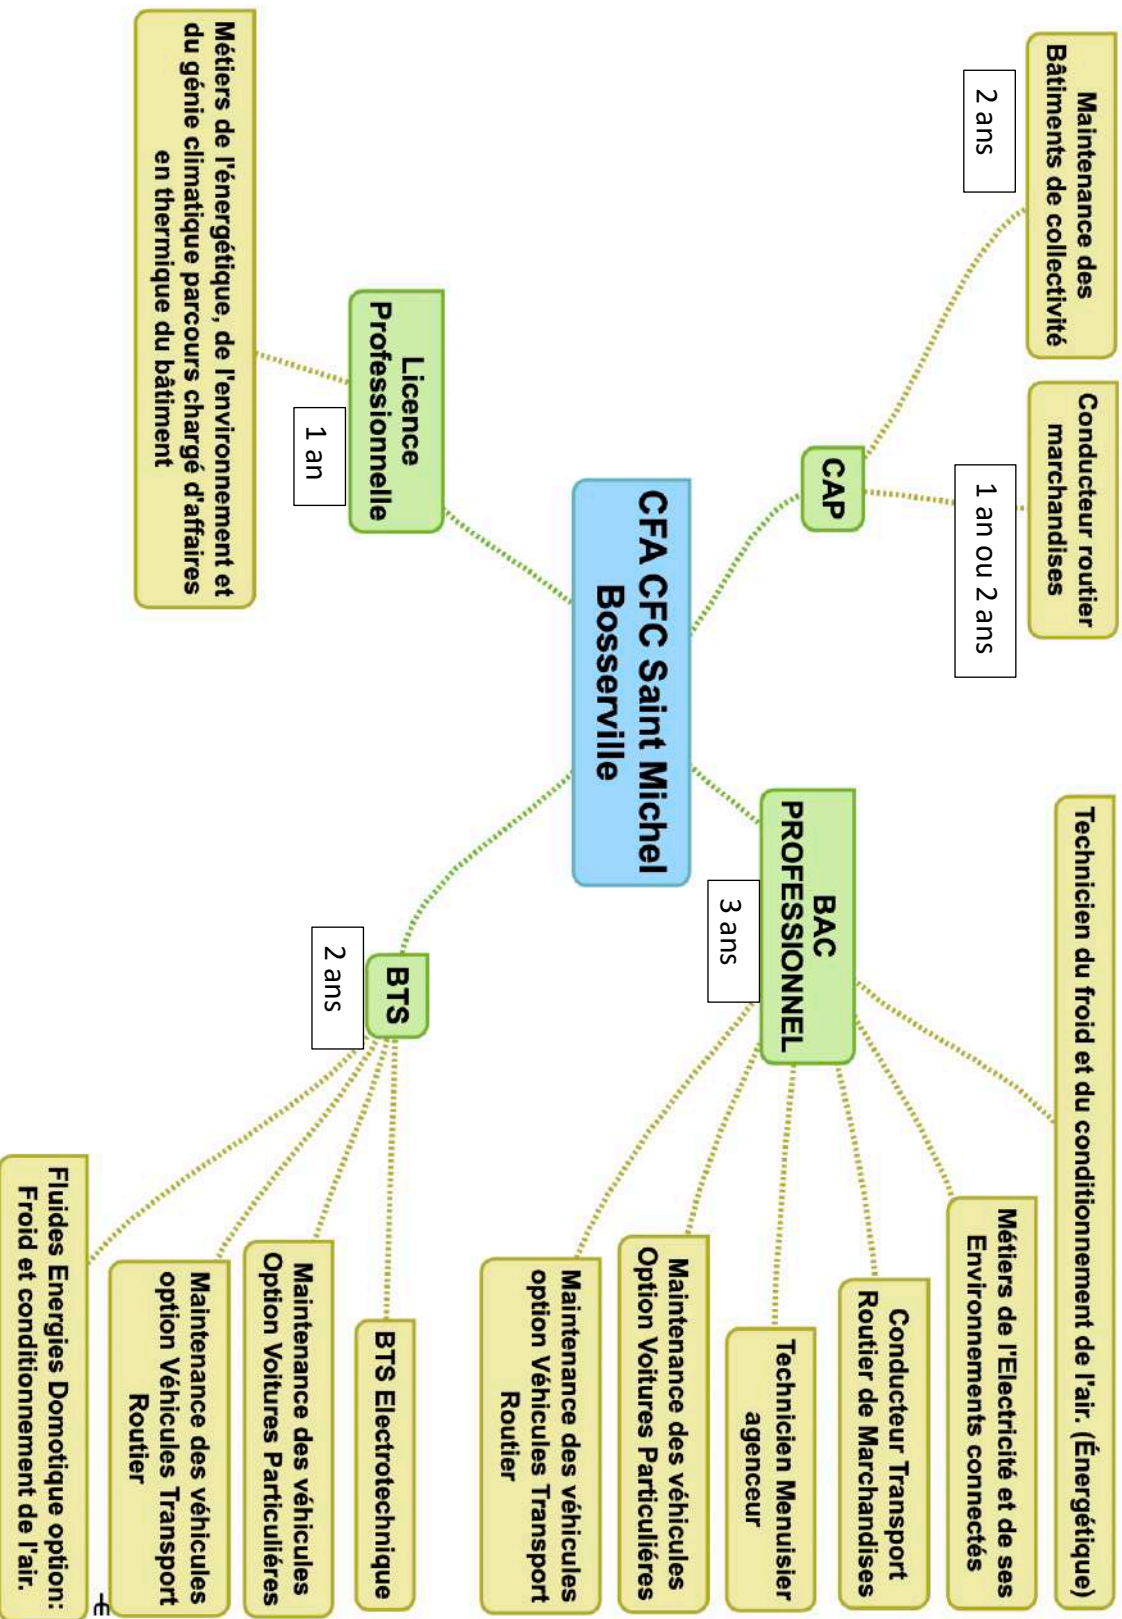 Maintenance des
Bâtiments de collectivité
2 ans
Conducteur routier
marchandises
1 an ou 2 ans
CAP
Technicien du froid et du conditionnement de l'air. (Énergétique)
Métiers de l'Electricité et de ses
Environnements connectés
Conducteur Transport
Routier de Marchandises
Technicien Menuisier
agenceur
Maintenance des véhicules
Option Voitures Particuliéres
Maintenance des véhicules
option Véhicules Transport
Routier
BAC
PROFESSIONNEL
3 ans
CFA CFC Saint Michel
Bosserville
Licence
Professionnelle
1 an
Métiers de l'énergétique, de l'environnement et
du génie climatique parcours chargé d'affaires
en thermique du bâtiment
BTS
2 ans
BTS Electrotechnique
Maintenance des véhicules
Option Voitures Particuliéres
Maintenance des véhicules
option Véhicules Transport
Routier
Fluides Energies Domotique option:
Froid et conditionnement de l'air.